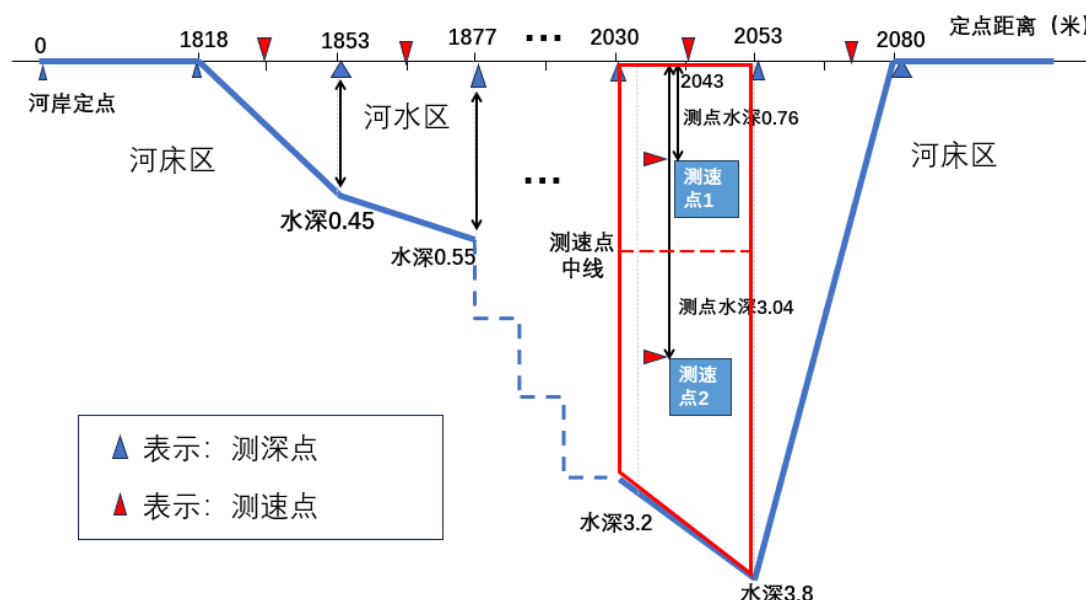 定点距离（米）
0
1818
1853
1877
...
2030
2053
2080
2043
河岸定点
河床区
河水区
测点水深0.76
河床区
测速
点1
...
水深0.45
水深0.55
测速点
中线
测点水深3.04
测速
点2
表示：测深点
表示：测速点
水深3.2
水深3.8